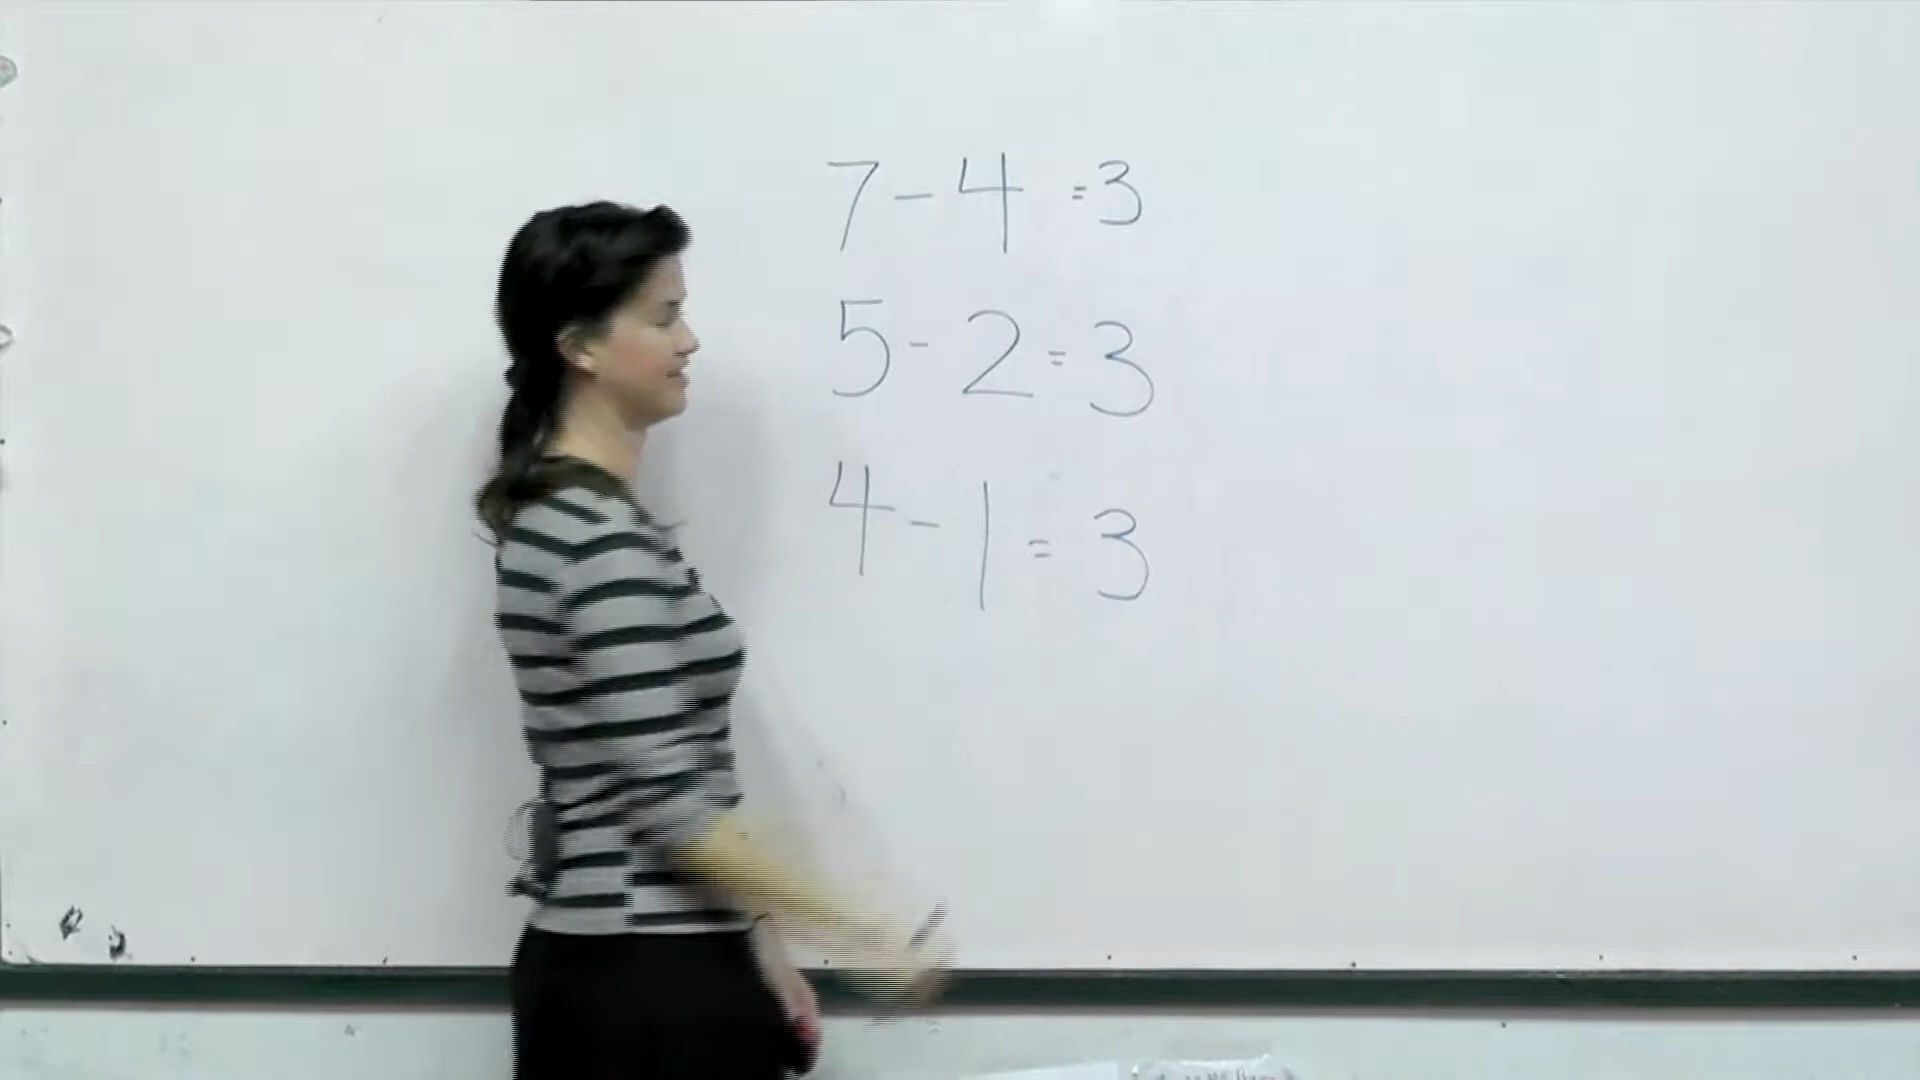 7 - 4 = 3
5 - 2 = 3
4 - 1 = 3